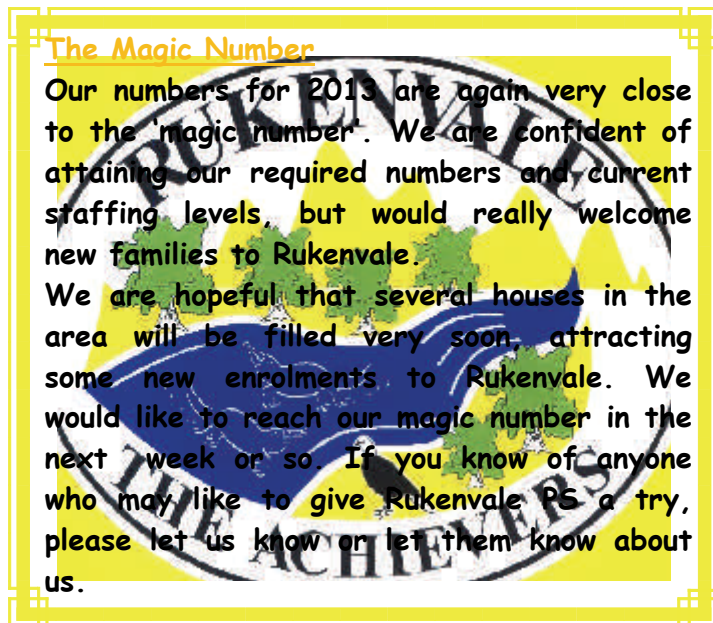 The Magic Number
Our numbers for 2013 are again very close
to the 'magic number'. We are confident of
attaining our required numbers and current
staffing levels, but would really welcome
new families to Rukenvale.
We are hopeful that several houses in the
area will be filled very soon, attracting
some new enrolments to Rukenvale. We
would like to reach our magic number in the
next week or so. If you know of anyone
who may like to give Rukenvale PS a try,
please let us know or let them know about
us.
RUKENVALE
THE ACHIEVERS